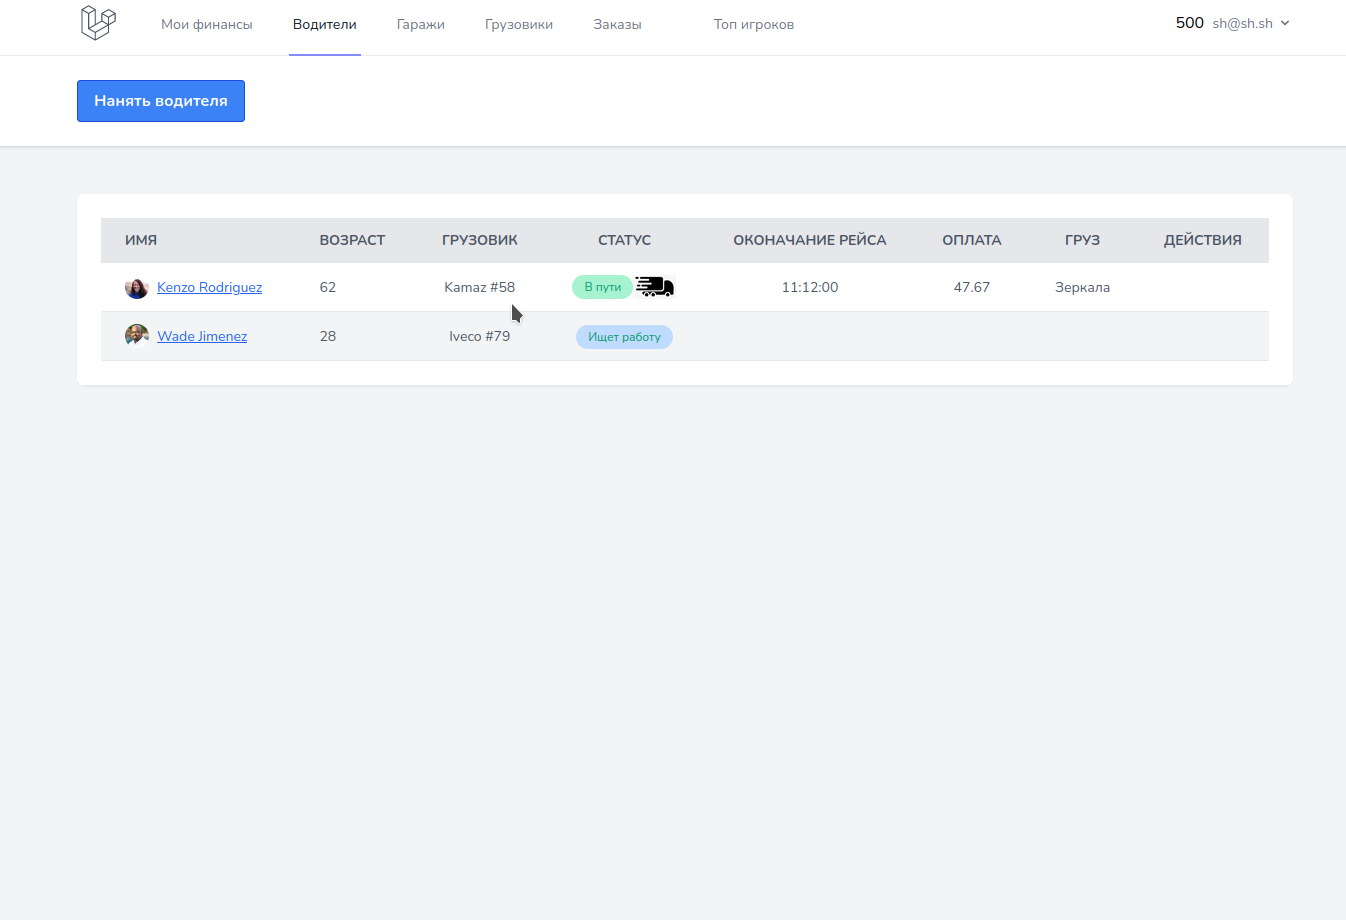 Мои финансы Водители Гаражи Грузовики Заказы Топ игроков 500 sh@sh.sh
Нанять водителя
ИМЯ ВОЗРАСТ ГРУЗОВИК СТАТУС ОКОНАЧАНИЕ РЕЙСА ОПЛАТА ГРУЗ ДЕЙСТВИЯ
Kenzo Rodriguez 62 Kamaz #58 В пути 11:12:00 47.67 Зеркала
Wade Jimenez 28 Iveco #79 Ищет работу